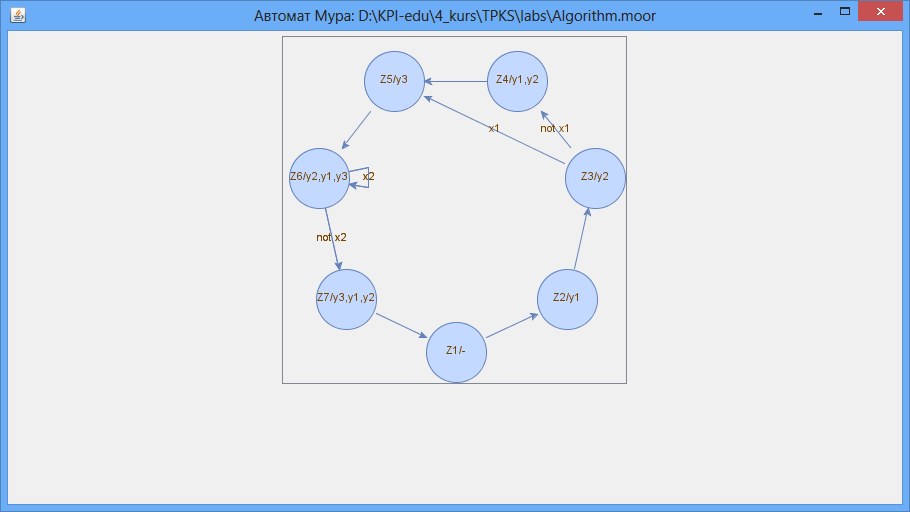 Автомат Мура: D:\KPI-edu\4_kurs\TPKS\labs\Algorithm.moor
Z5/y3
Z4/y1,y2
x1
not x1
Z6/y2,y1,y3
x2
Z3/y2
not x2
Z7/y3,y1,y2
Z2/y1
Z1/-